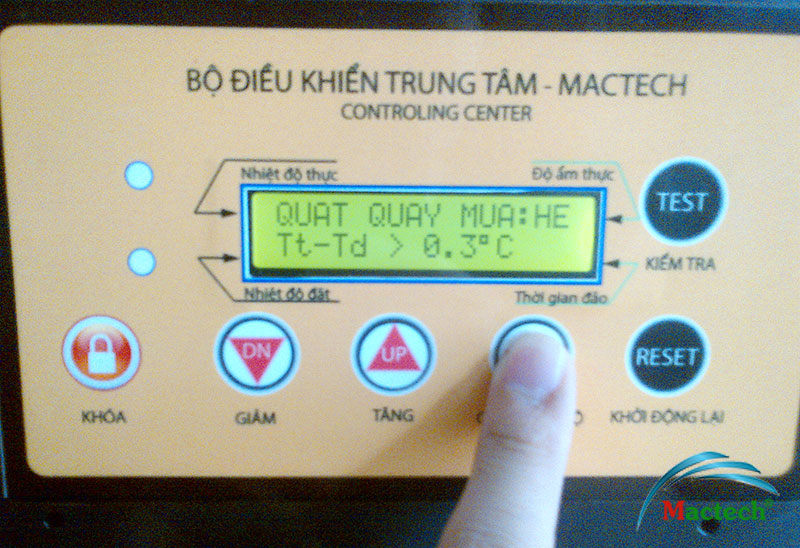 BỘ ĐIỀU KHIỂN TRUNG TÂM - MACTECH
CONTROLING CENTER
Nhiệt độ thực
Độ ẩm thực
QUAT QUAY MUA:HE
Tt-Td > 0.3°C
TEST
KIỂM TRA
Nhiệt độ đặt
Thời gian đảo
DN
UP
RESET
KHÓA
GIẢM
TĂNG
KHỞI ĐỘNG LẠI
Mactech